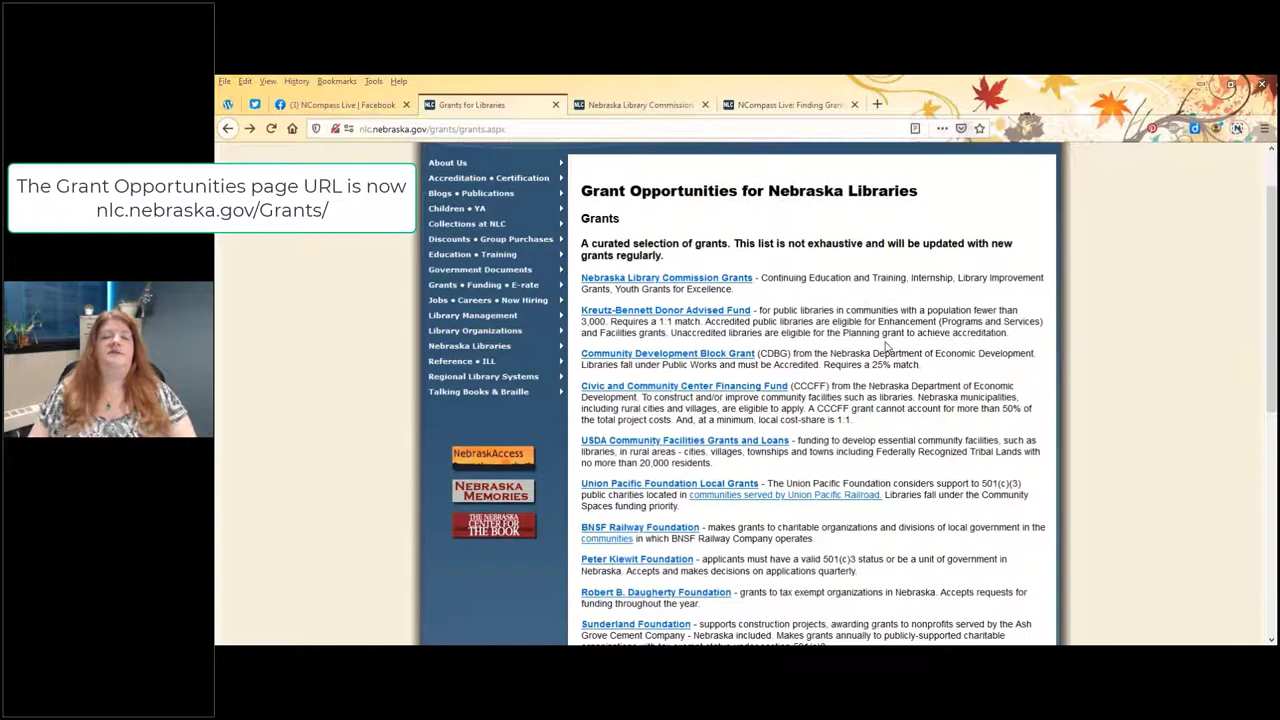 File Edit View History Bookmarks Tools Help
(3) NCompass Live | Facebook
NLC Grants for Libraries
NLC Nebraska Library Commission
NLC NCompass Live: Finding Gran
nlc.nebraska.gov/grants/grants.aspx
The Grant Opportunities page URL is now
nlc.nebraska.gov/Grants/
About Us
Accreditation • Certification
Blogs • Publications
Children • YA
Collections at NLC
Discounts • Group Purchases
Education • Training
Government Documents
Grants • Funding • E-rate
Jobs • Careers • Now Hiring
Library Management
Library Organizations
Nebraska Libraries
Reference • ILL
Regional Library Systems
Talking Books & Braille
NebraskAccess
NEBRASKA
MEMORIES
THE NEBRASKA
CENTER FOR
THE BOOK
Grant Opportunities for Nebraska Libraries
Grants
A curated selection of grants. This list is not exhaustive and will be updated with new
grants regularly.
Nebraska Library Commission Grants - Continuing Education and Training, Internship, Library Improvement
Grants, Youth Grants for Excellence.
Kreutz-Bennett Donor Advised Fund - for public libraries in communities with a population fewer than
3,000. Requires a 1.1 match. Accredited public libraries are eligible for Enhancement (Programs and Services)
and Facilities grants. Unaccredited libraries are eligible for the Planning grant to achieve accreditation.
Community Development Block Grant (CDBG) from the Nebraska Department of Economic Development.
Libraries fall under Public Works and must be Accredited. Requires a 25% match.
Civic and Community Center Financing Fund (CCCFF) from the Nebraska Department of Economic
Development. To construct and/or improve community facilities such as libraries. Nebraska municipalities,
including rural cities and villages, are eligible to apply. A CCCFF grant cannot account for more than 50% of
the total project costs. And, at a minimum, local cost-share is 1:1.
USDA Community Facilities Grants and Loans - funding to develop essential community facilities, such as
libraries, in rural areas - cities, villages, townships and towns including Federally Recognized Tribal Lands with
no more than 20,000 residents.
Union Pacific Foundation Local Grants - The Union Pacific Foundation considers support to 501(c)(3)
public charities located in communities served by Union Pacific Railroad. Libraries fall under the Community
Spaces funding priority.
BNSF Railway Foundation - makes grants to charitable organizations and divisions of local government in the
communities in which BNSF Railway Company operates.
Peter Kiewit Foundation - applicants must have a valid 501(c)3 status or be a unit of government in
Nebraska. Accepts and makes decisions on applications quarterly.
Robert B. Daugherty Foundation - grants to tax exempt organizations in Nebraska. Accepts requests for
funding throughout the year.
Sunderland Foundation - supports construction projects, awarding grants to nonprofits served by the Ash
Grove Cement Company - Nebraska included. Makes grants annually to publicly-supported charitable